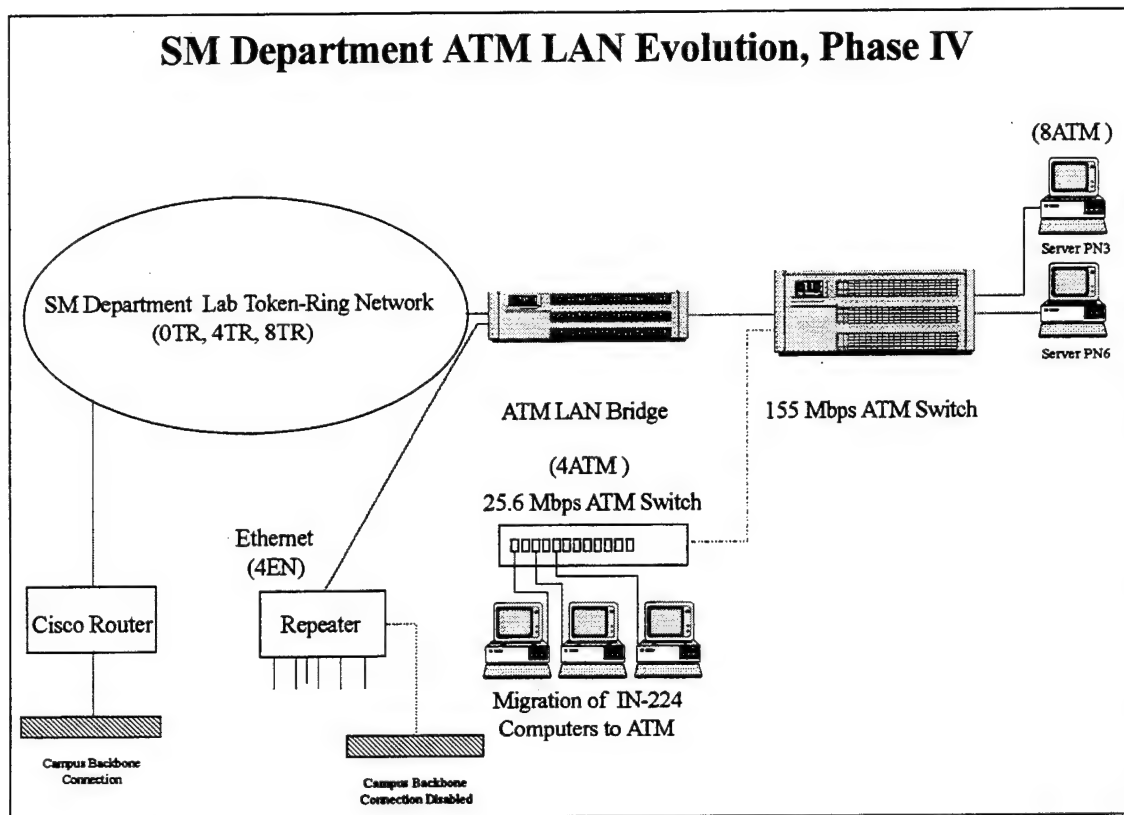 SM Department ATM LAN Evolution, Phase IV
(8ATM )
Server PN3
SM Department Lab Token-Ring Network
(0TR, 4TR, 8TR)
Server PN6
ATM LAN Bridge
155 Mbps ATM Switch
(4ATM )
25.6 Mbps ATM Switch
Ethernet
(4EN)
Cisco Router
Repeater
Migration of IN-224
Computers to ATM
Campus Backbone
Connection
Campus Backbone
Connection Disabled